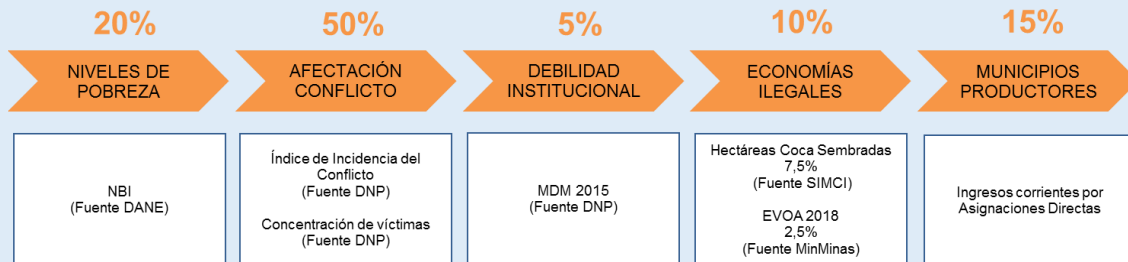 20%
50%
5%
10%
15%
NIVELES DE
POBREZA
AFECTACIÓN
CONFLICTO
DEBILIDAD
INSTITUCIONAL
ECONOMÍAS
ILEGALES
MUNICIPIOS
PRODUCTORES
NBI
(Fuente DANE)
Índice de Incidencia del
Conflicto
(Fuente DNP)
Concentración de víctimas
(Fuente DNP)
MDM 2015
(Fuente DNP)
Hectáreas Coca Sembradas
7,5%
(Fuente SIMCI)
EVOA 2018
2,5%
(Fuente MinMinas)
Ingresos corrientes por
Asignaciones Directas